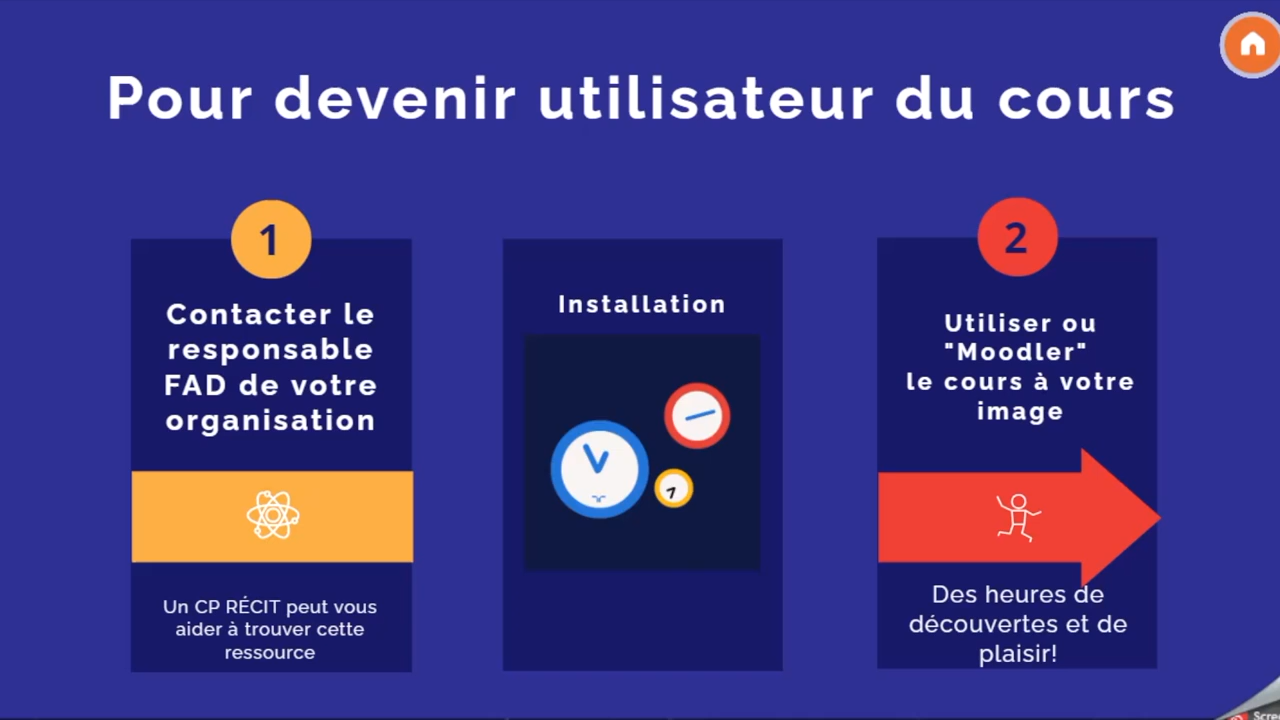 Pour devenir utilisateur du cours
1
Contacter le
responsable
FAD de votre
organisation
Un CP RÉCIT peut vous
aider à trouver cette
ressource
Installation
2
Utiliser ou
"Moodler"
le cours à votre
image
Des heures de
découvertes et de
plaisir!